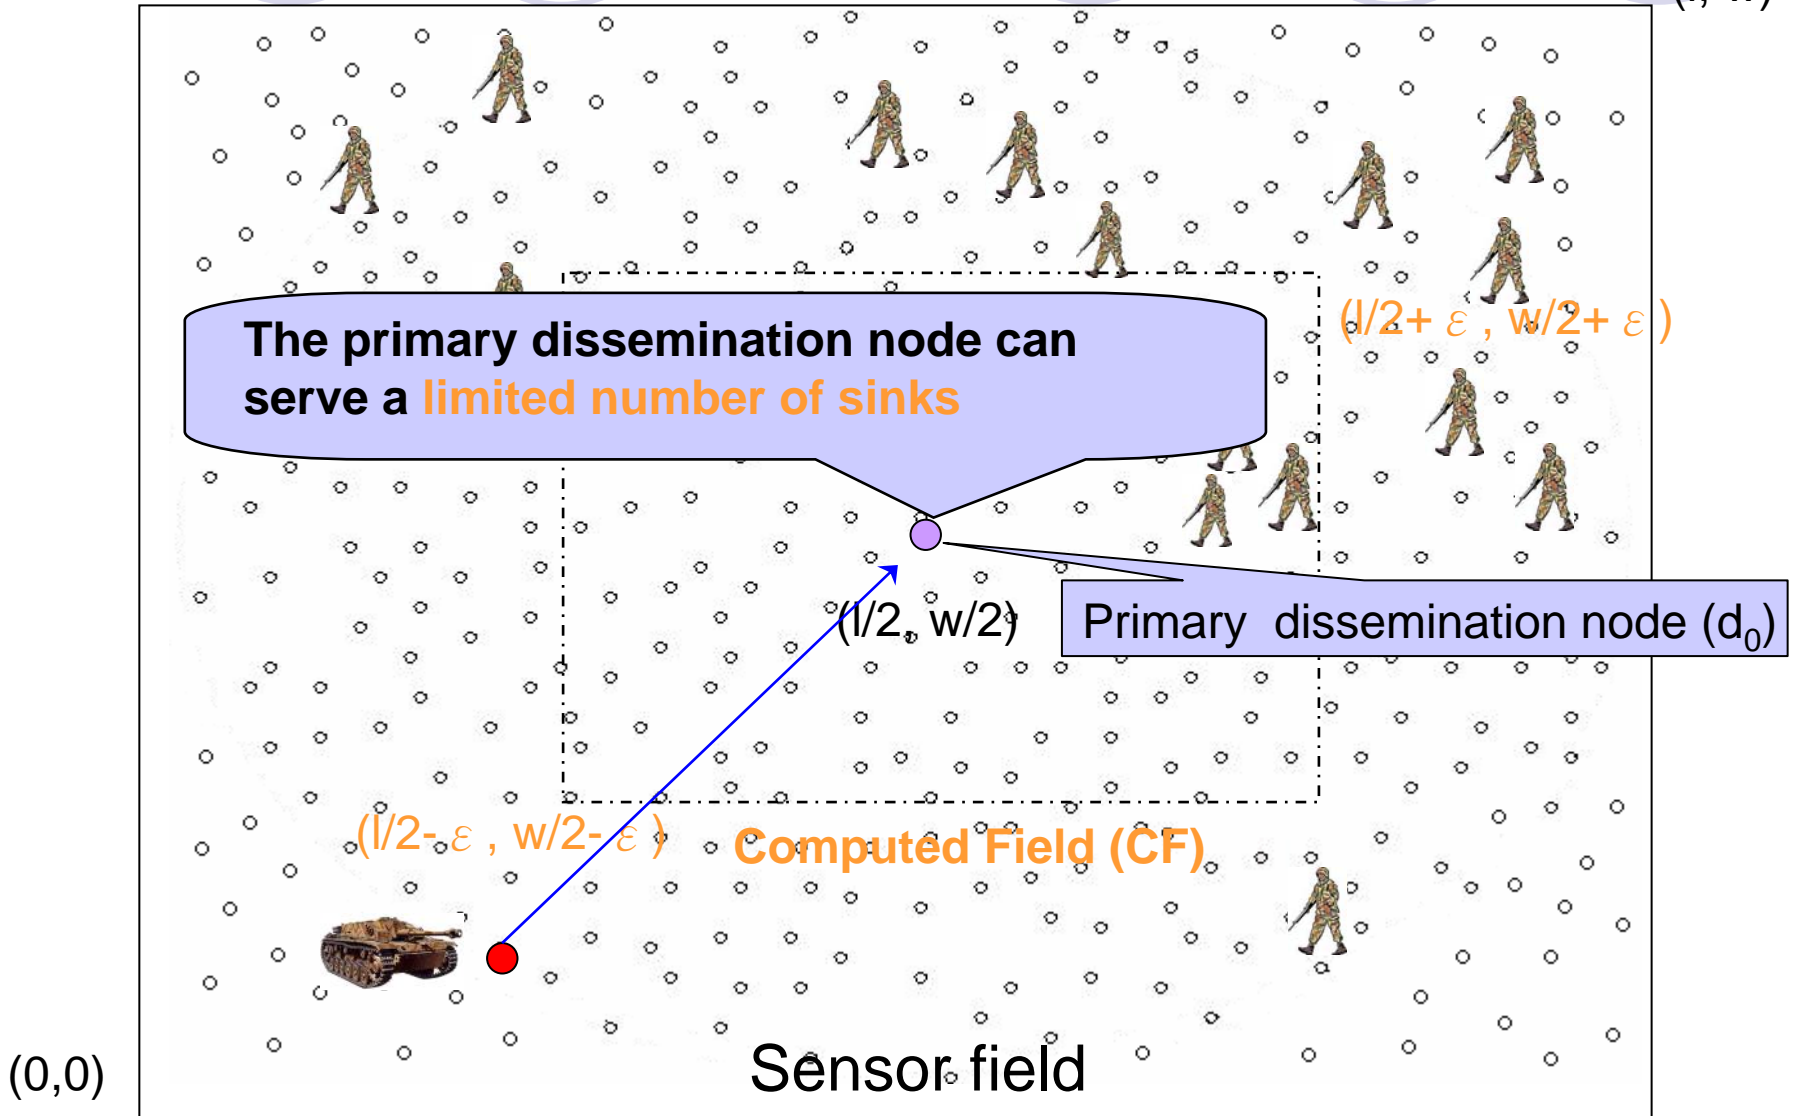 The primary dissemination node can
serve a limited number of sinks
(l/2+ ε , w/2+ ε )
(l/2, w/2)
Primary dissemination node (d₀)
(l/2- ε , w/2- ε )
Computed Field (CF)
(0,0)
Sensor field